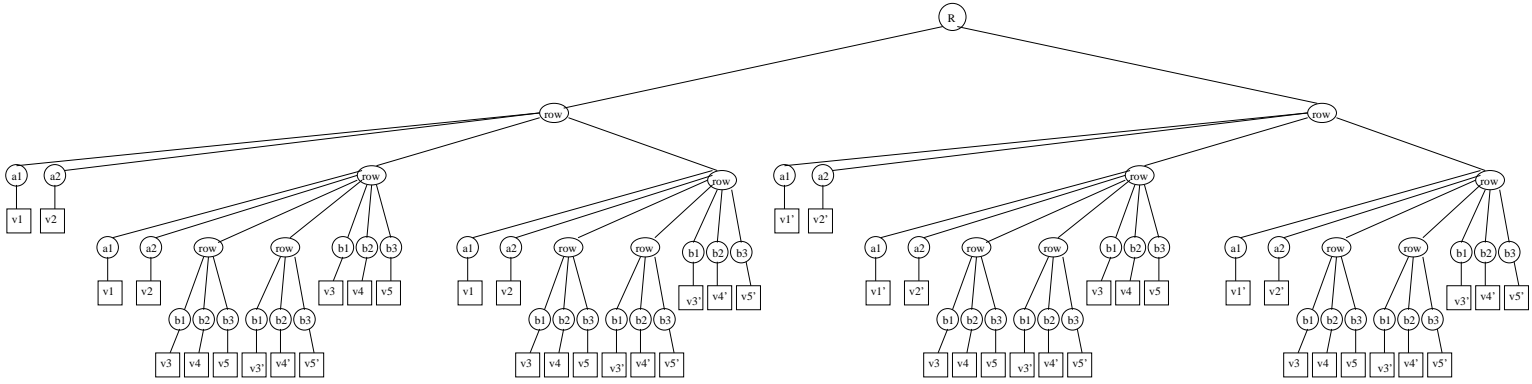 R
row row
a1 a2 row row a1 a2 row row
v1 v2 v1' v2'
a1 a2 row row b1 b2 b3 a1 a2 row row b1 b2 b3 a1 a2 row row b1 b2 b3 a1 a2 row row b1 b2 b3
v1 v2 v3 v4 v5 v1 v2 v3' v4' v5' v1' v2' v3 v4 v5 v1' v2' v3' v4' v5'
b1 b2 b3 b1 b2 b3 b1 b2 b3 b1 b2 b3 b1 b2 b3 b1 b2 b3 b1 b2 b3 b1 b2 b3
v3 v4 v5 v3' v4' v5' v3 v4 v5 v3' v4' v5' v3 v4 v5 v3' v4' v5' v3 v4 v5 v3' v4' v5'